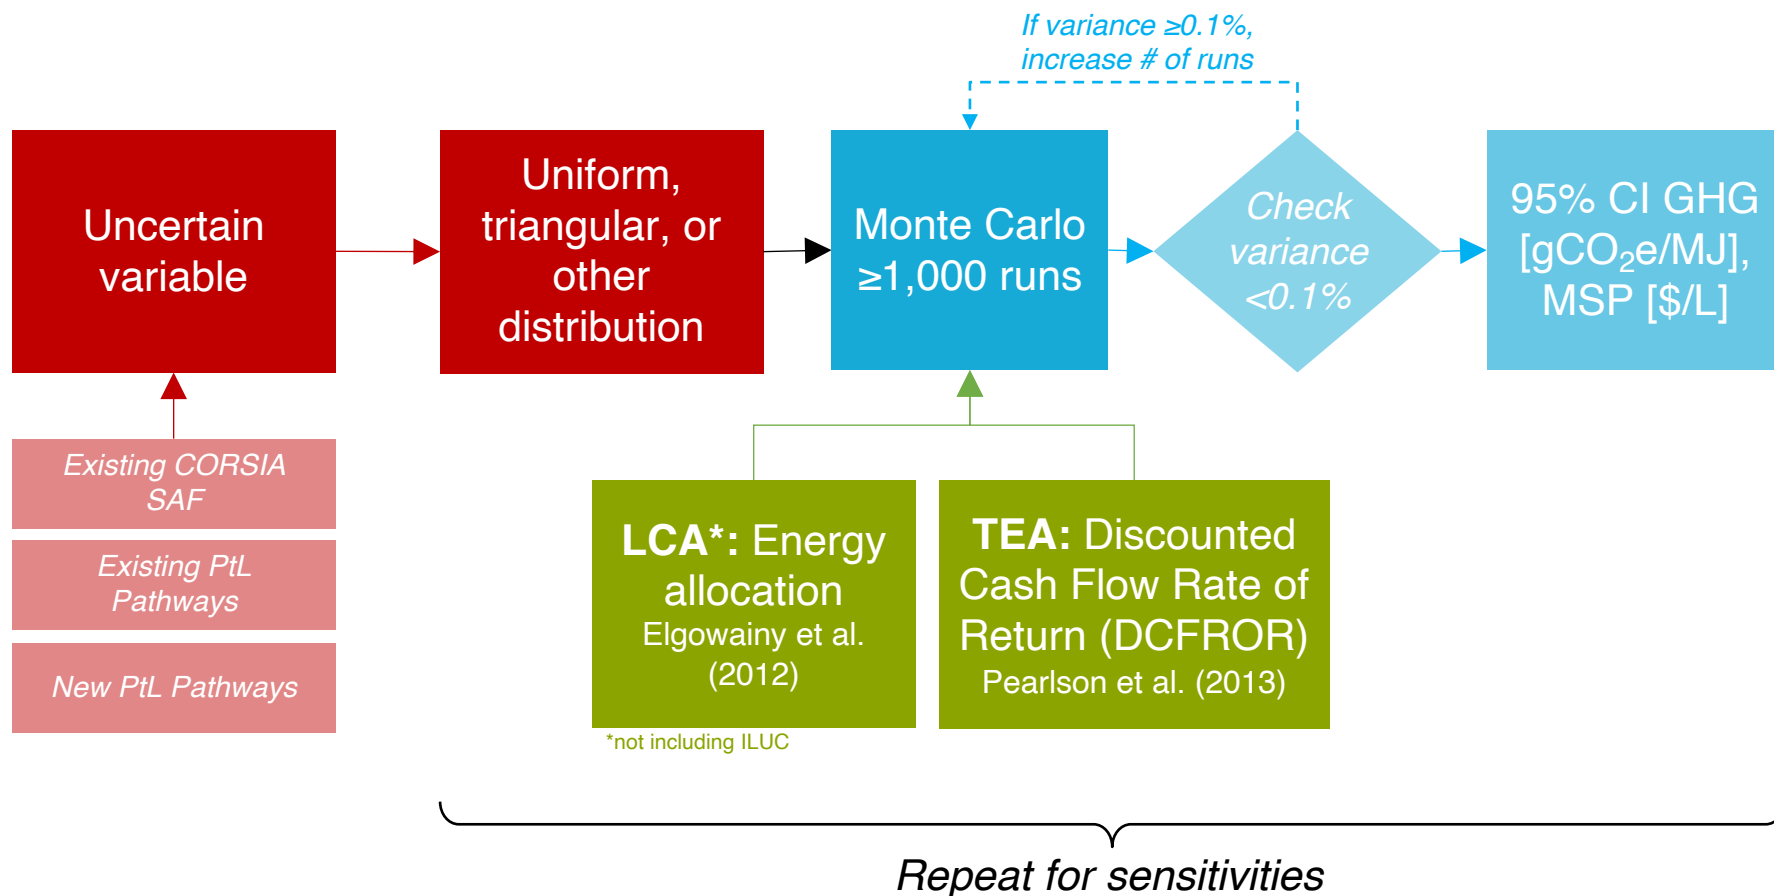 If variance ≥0.1%,
increase # of runs
Uncertain
variable
Uniform,
triangular, or
other
distribution
Monte Carlo
≥1,000 runs
Check
variance
<0.1%
95% CI GHG
[gCO₂e/MJ],
MSP [$/L]
Existing CORSIA
SAF
Existing PtL
Pathways
New PtL Pathways
LCA*: Energy
allocation
Elgowainy et al.
(2012)
*not including ILUC
TEA: Discounted
Cash Flow Rate of
Return (DCFROR)
Pearlson et al. (2013)
Repeat for sensitivities